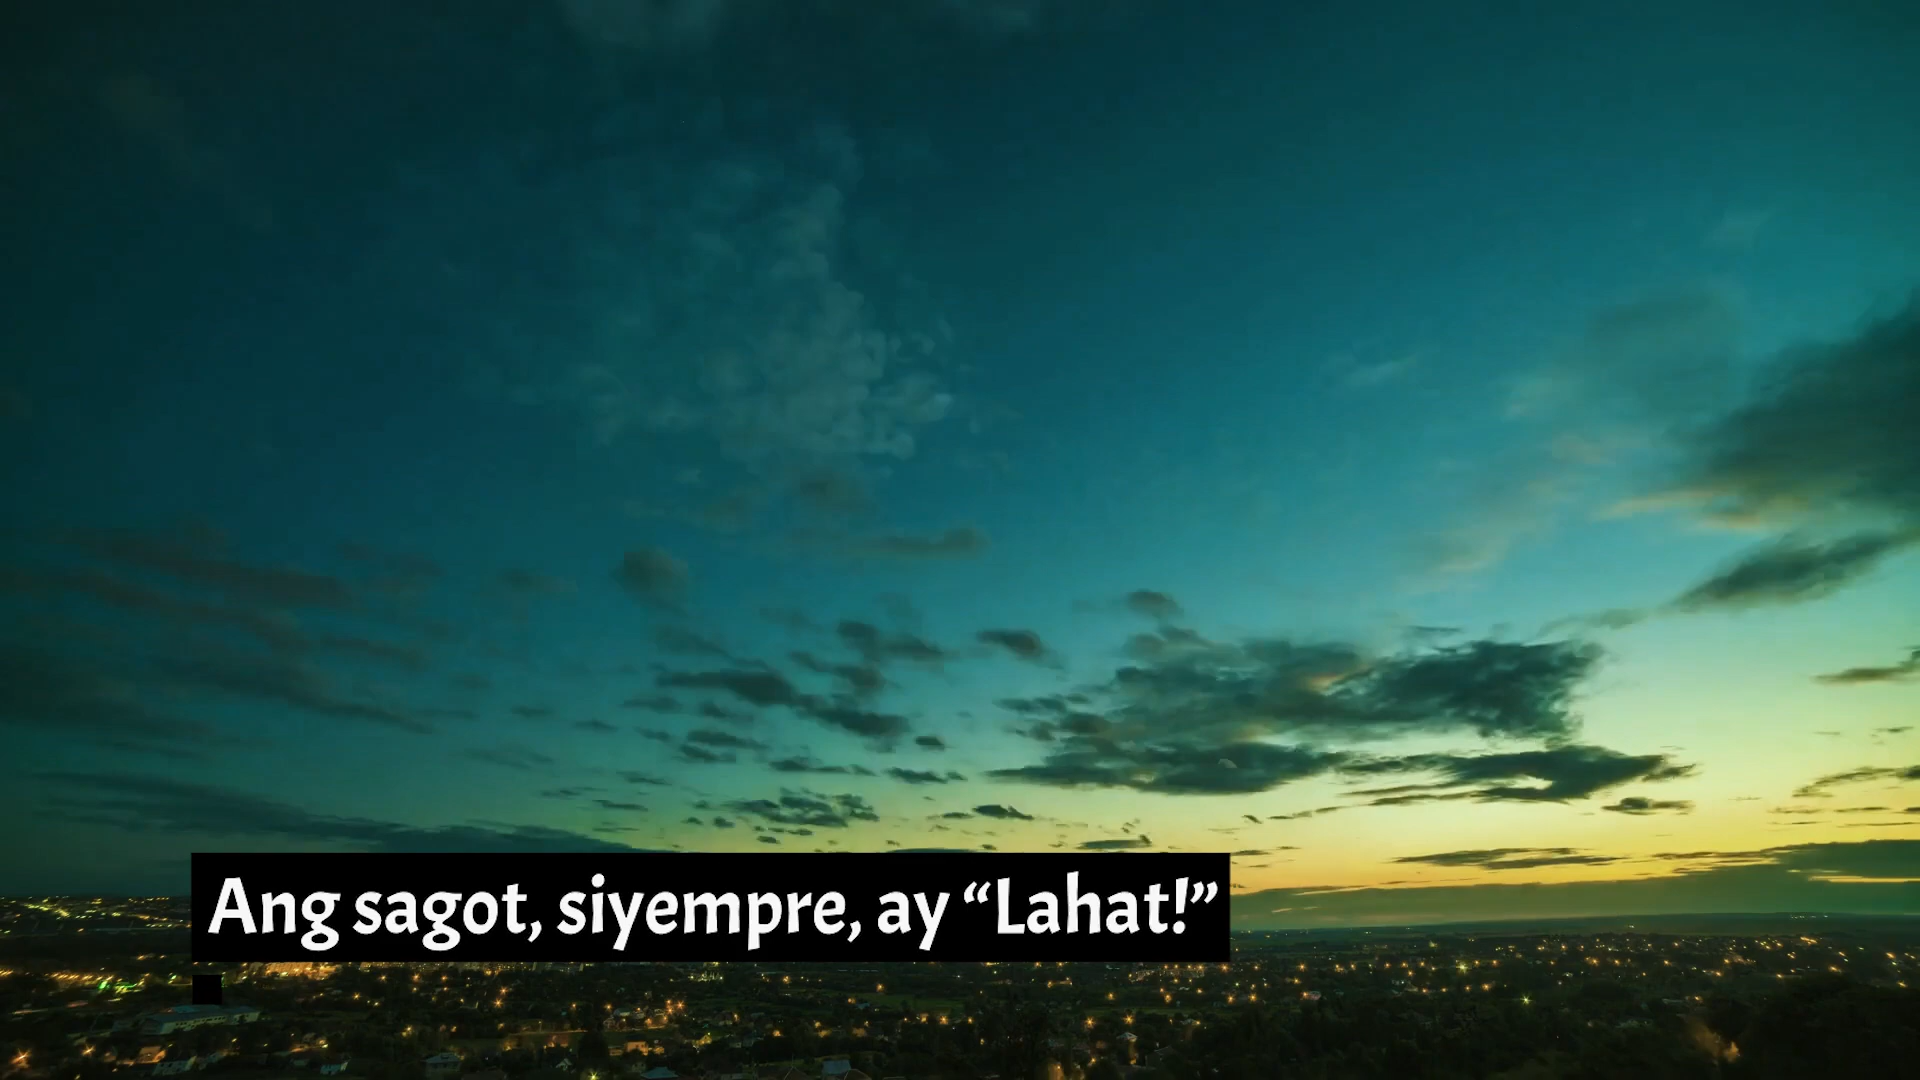 Ang sagot, siyempre, ay “Lahat!”